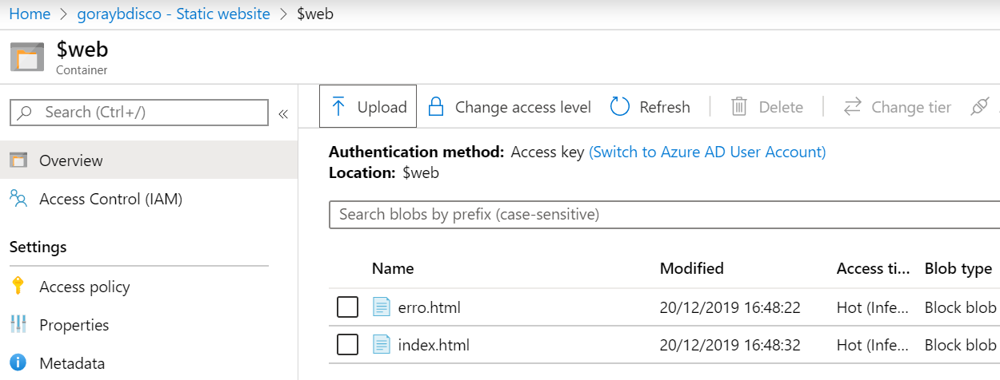 Home > goraybdisco - Static website > $web
$web
Container
Search (Ctrl+/)
«
Overview
Access Control (IAM)
Settings
Access policy
Properties
Metadata
Upload Change access level Refresh Delete Change tier
Authentication method: Access key (Switch to Azure AD User Account)
Location: $web
Search blobs by prefix (case-sensitive)
Name Modified Access ti... Blob type
erro.html 20/12/2019 16:48:22 Hot (Infe... Block blob
index.html 20/12/2019 16:48:32 Hot (Infe... Block blob